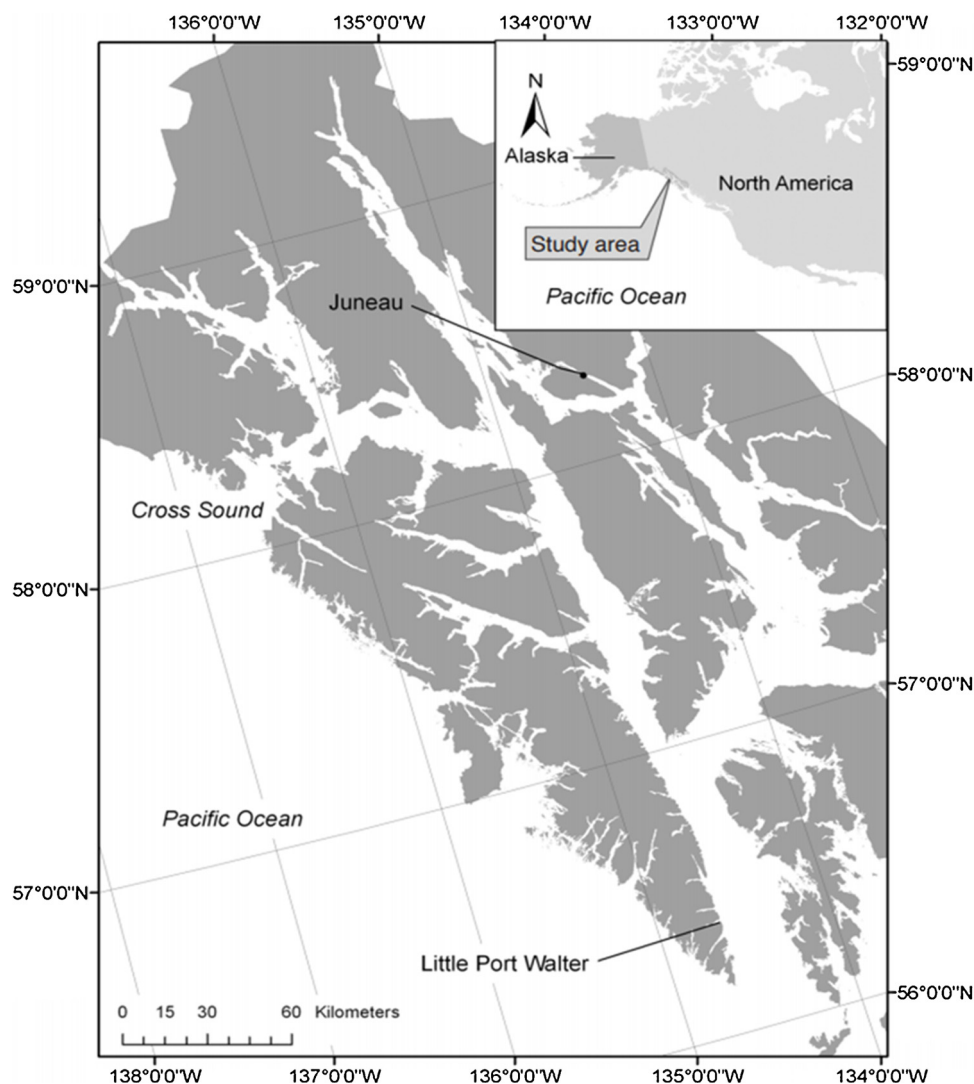 136°0'0"W 135°0'0"W 134°0'0"W 133°0'0"W 132°0'0"W
59°0'0"N
N
Alaska
North America
Study area
Pacific Ocean
59°0'0"N
Juneau
58°0'0"N
Cross Sound
58°0'0"N
57°0'0"N
Pacific Ocean
57°0'0"N
Little Port Walter
56°0'0"N
0 15 30 60 Kilometers
138°0'0"W 137°0'0"W 136°0'0"W 135°0'0"W 134°0'0"W